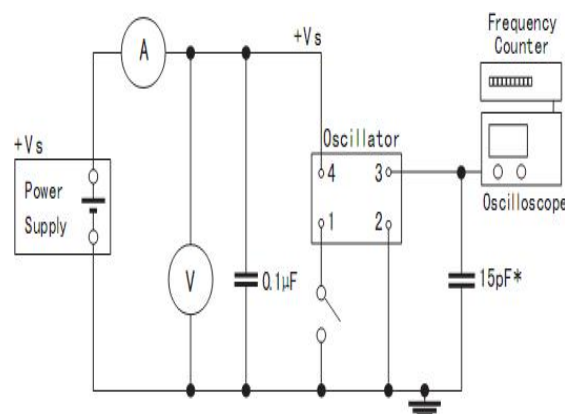 Frequency
Counter
+Vs
A
Oscillator
+Vs
4 3
Power
Supply
1 2
Oscilloscope
V
0.1μF
15pF*